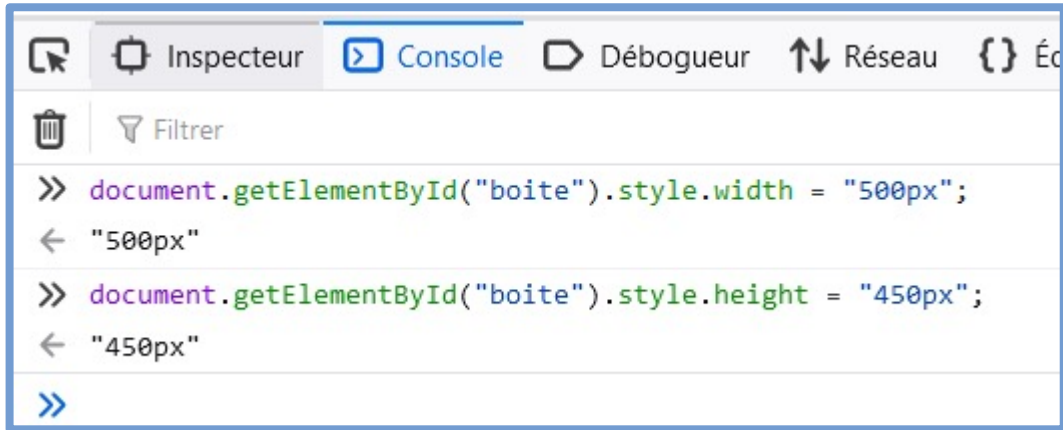 Inspecteur Console Débogueur Réseau {} Éc
Filtrer
>> document.getElementById("boite").style.width = "500px";
← "500px"
>> document.getElementById("boite").style.height = "450px";
← "450px"
>>